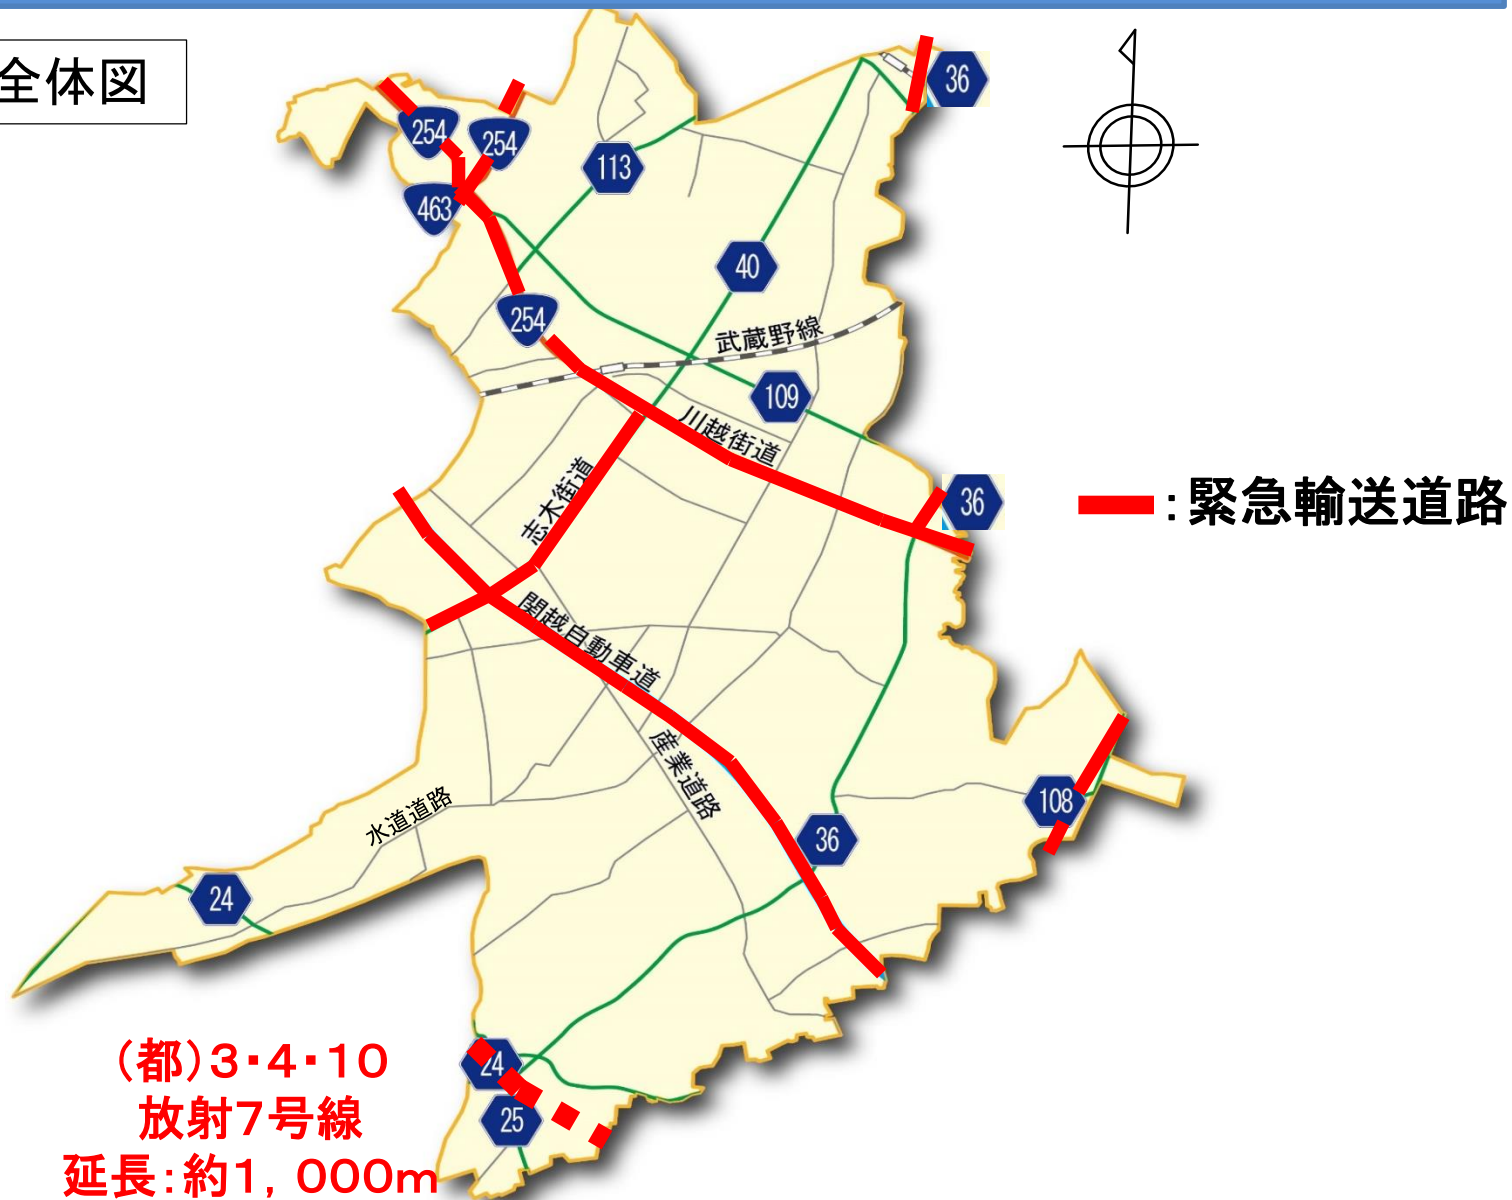 全体図
36
254
254
113
463
40
254
武蔵野線
109
川越街道
志木街道
36
:緊急輸送道路
関越自動車道
産業道路
108
水道道路
36
24
(都)3・4・10
放射7号線
延長:約1,000m
24
25